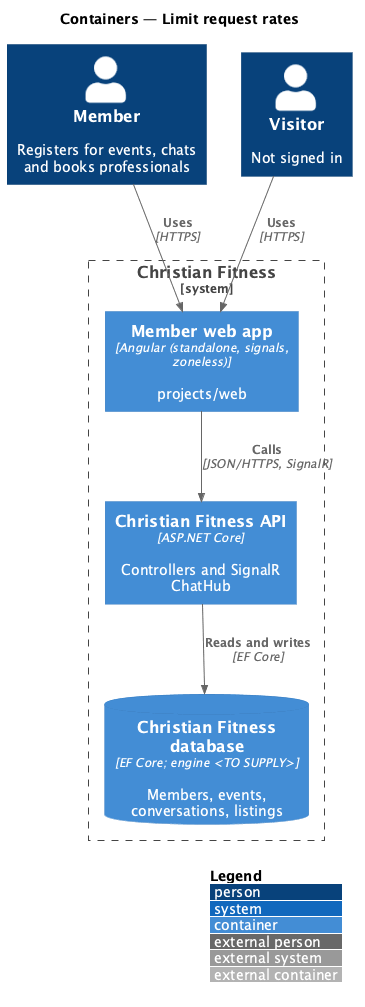 Containers — Limit request rates
Member
Registers for events, chats
and books professionals
Visitor
Not signed in
Uses
[HTTPS]
Uses
[HTTPS]
Christian Fitness
[system]
Member web app
[Angular (standalone, signals,
zoneless)]
projects/web
Calls
[JSON/HTTPS, SignalR]
Christian Fitness API
[ASP.NET Core]
Controllers and SignalR
ChatHub
Reads and writes
[EF Core]
Christian Fitness
database
[EF Core; engine <TO SUPPLY>]
Members, events,
conversations, listings
Legend
person
system
container
external person
external system
external container